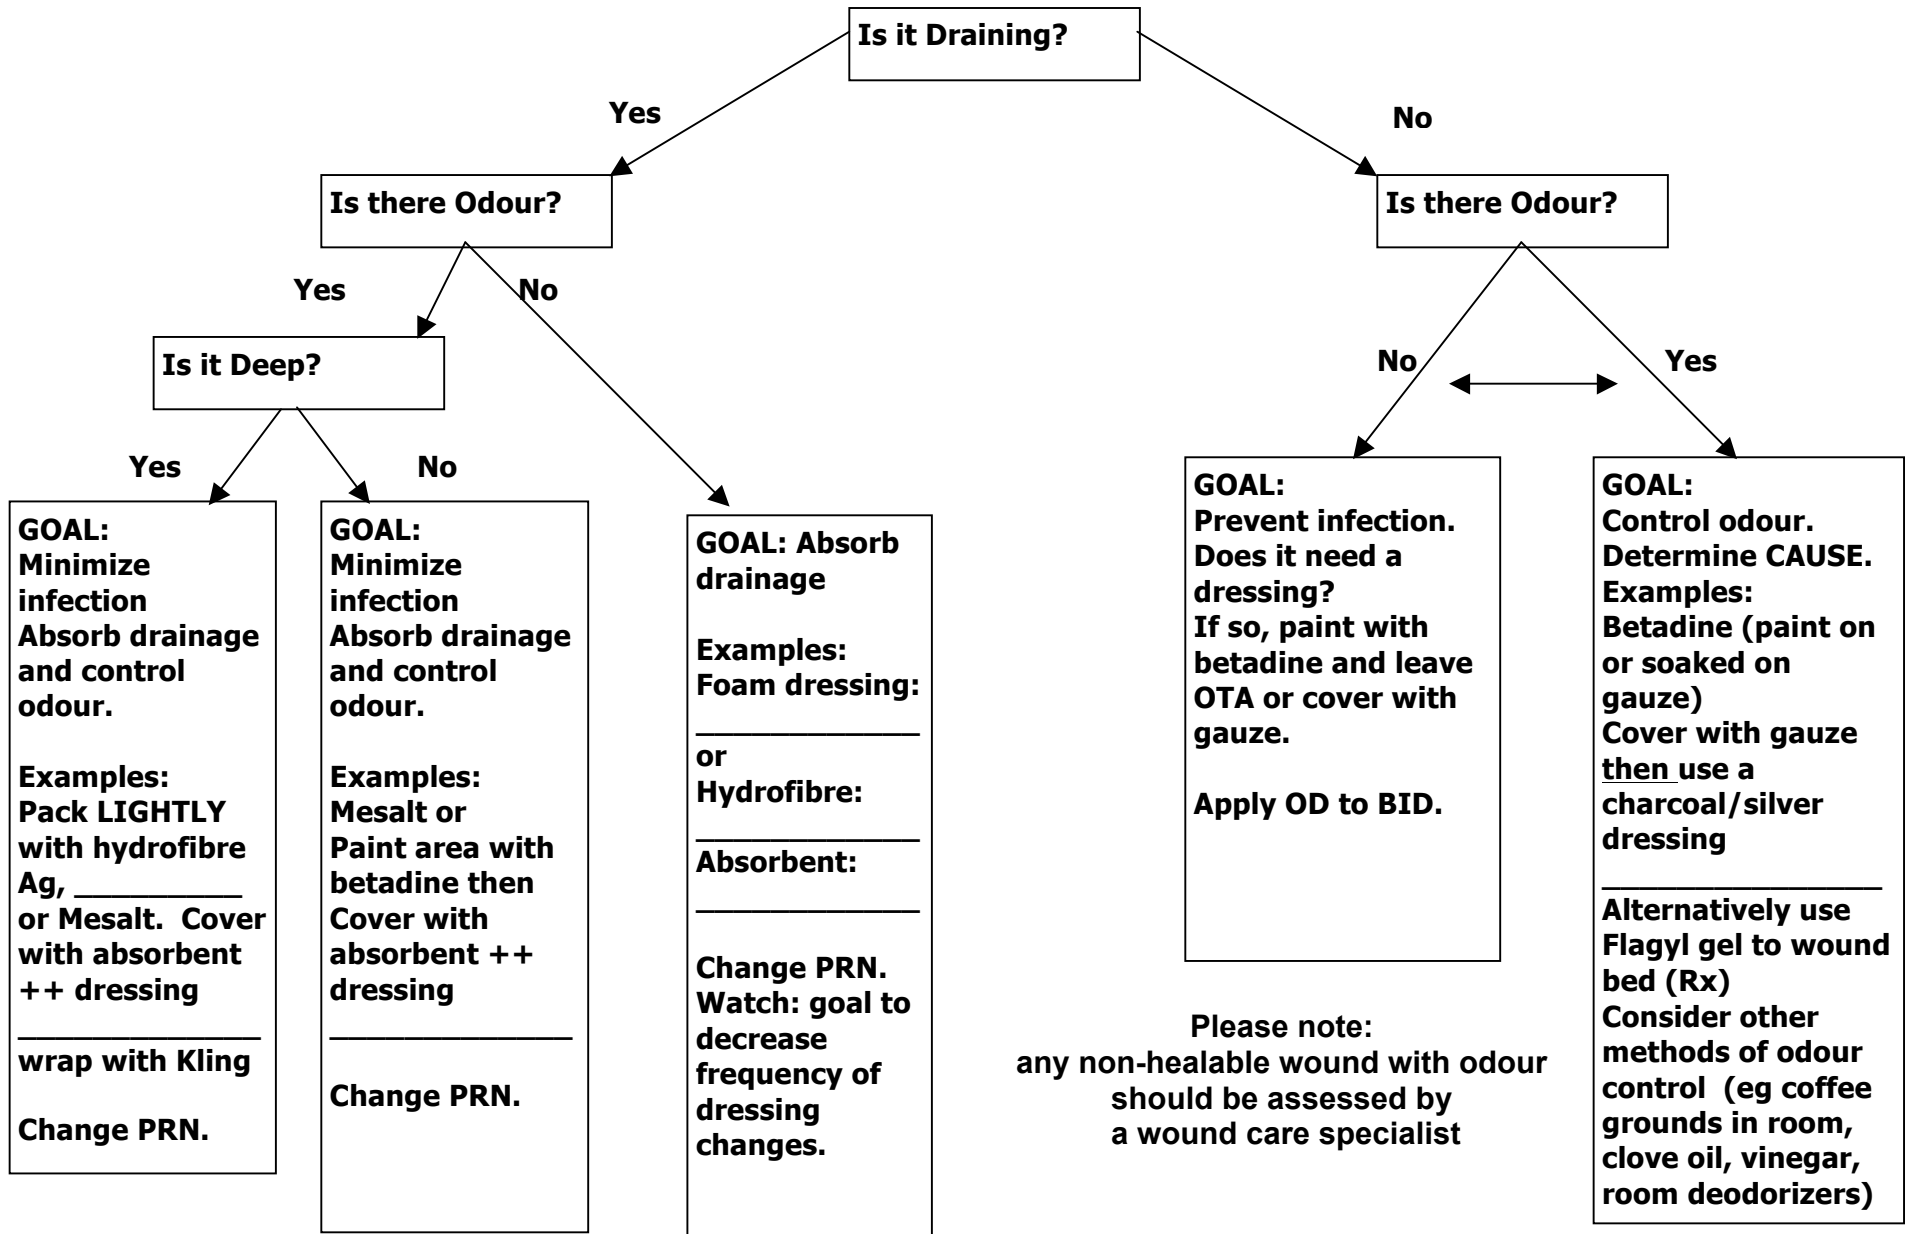 Is it Draining?
Yes
No
Is there Odour?
Is there Odour?
Yes
No
Is it Deep?
No
Yes
Yes
No
GOAL:
Minimize
infection
Absorb drainage
and control
odour.
Examples:
Pack LIGHTLY
with hydrofibre
Ag, __________
or Mesalt.  Cover
with absorbent
++ dressing
_______________
wrap with Kling
Change PRN.
GOAL:
Minimize
infection
Absorb drainage
and control
odour.
Examples:
Mesalt or
Paint area with
betadine then
Cover with
absorbent ++
dressing
_______________
Change PRN.
GOAL: Absorb
drainage
Examples:
Foam dressing:
______________
or
Hydrofibre:
______________
Absorbent:
______________
Change PRN.
Watch: goal to
decrease
frequency of
dressing
changes.
GOAL:
Prevent infection.
Does it need a
dressing?
If so, paint with
betadine and leave
OTA or cover with
gauze.
Apply OD to BID.
Please note:
any non-healable wound with odour
should be assessed by
a wound care specialist
GOAL:
Control odour.
Determine CAUSE.
Examples:
Betadine (paint on
or soaked on
gauze)
Cover with gauze
then use a
charcoal/silver
dressing
_________________
Alternatively use
Flagyl gel to wound
bed (Rx)
Consider other
methods of odour
control  (eg coffee
grounds in room,
clove oil, vinegar,
room deodorizers)